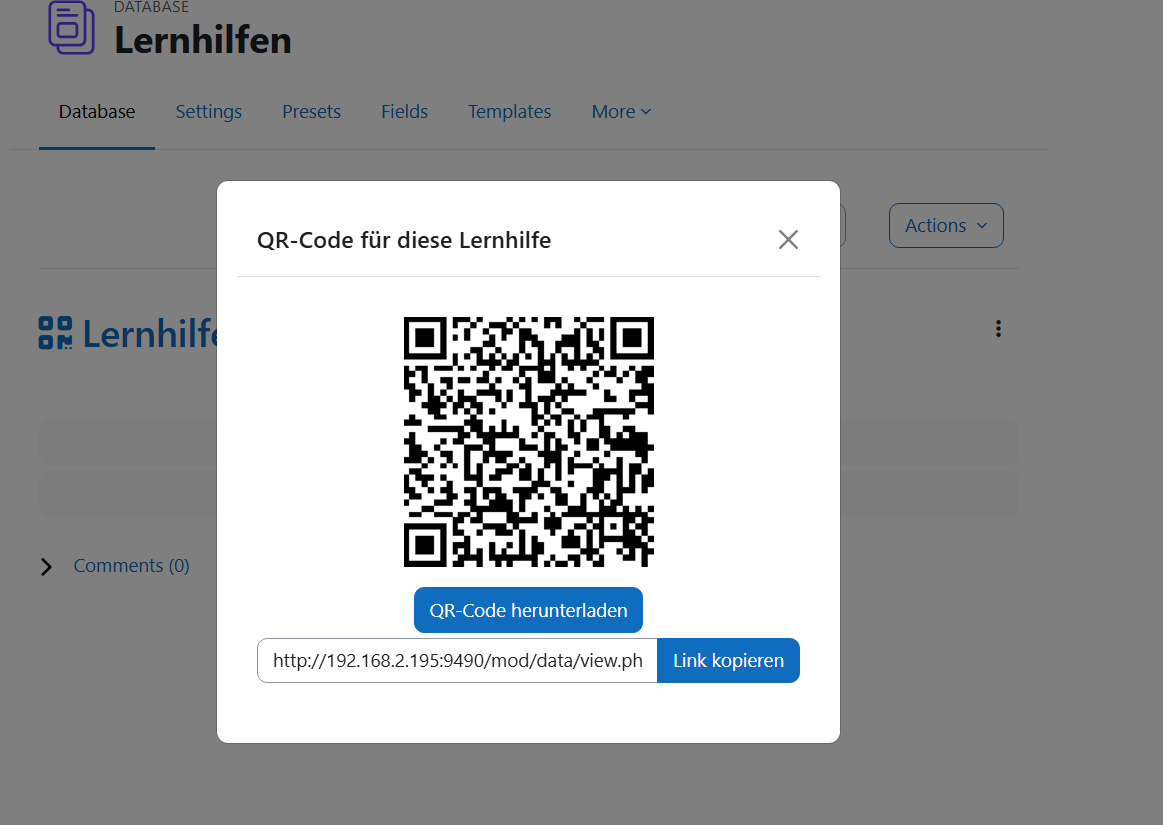 DATABASE
Lernhilfen
Database Settings Presets Fields Templates More
Actions
QR-Code für diese Lernhilfe
Lernhilfe
Comments (0)
QR-Code herunterladen
http://192.168.2.195:9490/mod/data/view.ph Link kopieren